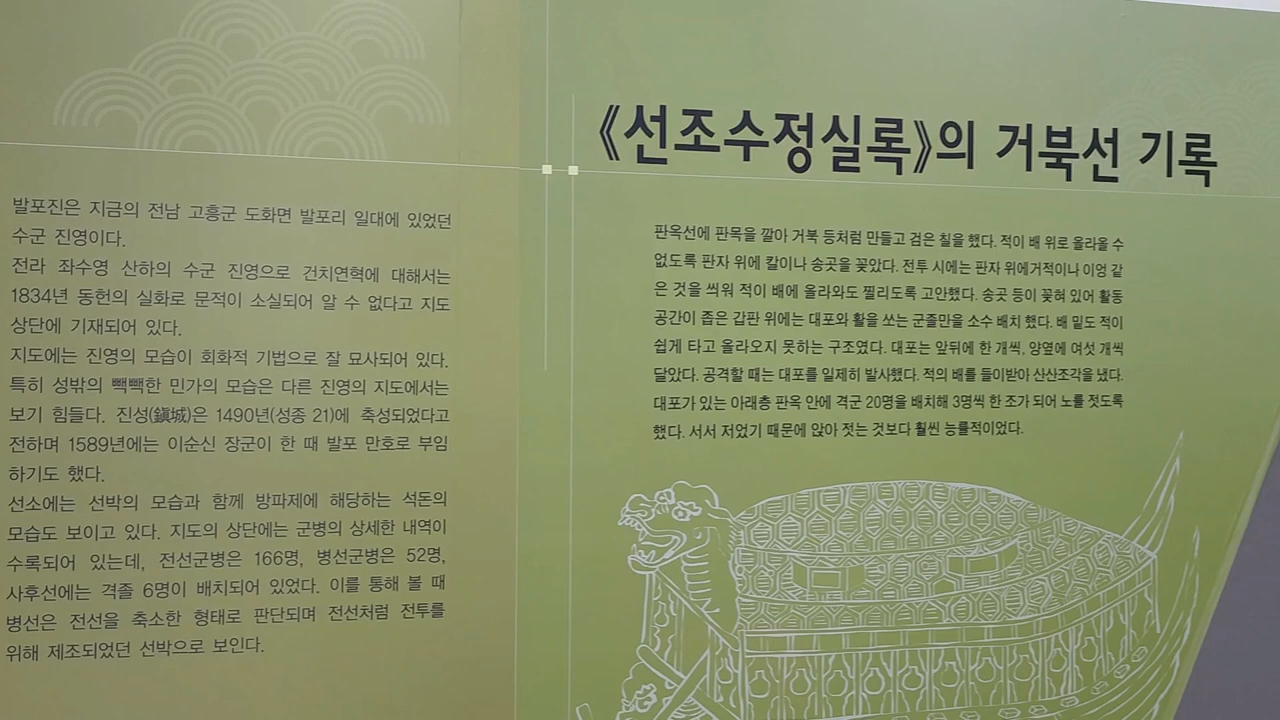 발포진은 지금의 전남 고흥군 도화면 발포리 일대에 있었던
수군 진영이다.
전라 좌수영 산하의 수군 진영으로 건치연혁에 대해서는
1834년 동헌의 실화로 문적이 소실되어 알 수 없다고 지도
상단에 기재되어 있다.
지도에는 진영의 모습이 회화적 기법으로 잘 묘사되어 있다.
특히 성밖의 빽빽한 민가의 모습은 다른 진영의 지도에서는
보기 힘들다. 진성(鎭城)은 1490년(성종 21)에 축성되었다고
전하며 1589년에는 이순신 장군이 한 때 발포 만호로 부임
하기도 했다.
선소에는 선박의 모습과 함께 방파제에 해당하는 석돈의
모습도 보이고 있다. 지도의 상단에는 군병의 상세한 내역이
수록되어 있는데, 전선군병은 166명, 병선군병은 52명,
사후선에는 격졸 6명이 배치되어 있었다. 이를 통해 볼 때
병선은 전선을 축소한 형태로 판단되며 전선처럼 전투를
위해 제조되었던 선박으로 보인다.
《선조수정실록》의 거북선 기록
판옥선에 판목을 깔아 거북 등처럼 만들고 검은 칠을 했다. 적이 배 위로 올라올 수
없도록 판자 위에 칼이나 송곳을 꽂았다. 전투 시에는 판자 위에거적이나 이엉 같
은 것을 씌워 적이 배에 올라와도 찔리도록 고안했다. 송곳 등이 꽂혀 있어 활동
공간이 좁은 갑판 위에는 대포와 활을 쏘는 군졸만을 소수 배치 했다. 배 밑도 적이
쉽게 타고 올라오지 못하는 구조였다. 대포는 앞뒤에 한 개씩, 양옆에 여섯 개씩
달았다. 공격할 때는 대포를 일제히 발사했다. 적의 배를 들이받아 산산조각을 냈다.
대포가 있는 아래층 판옥 안에 격군 20명을 배치해 3명씩 한 조가 되어 노를 젓도록
했다. 서서 저었기 때문에 앉아 젓는 것보다 훨씬 능률적이었다.